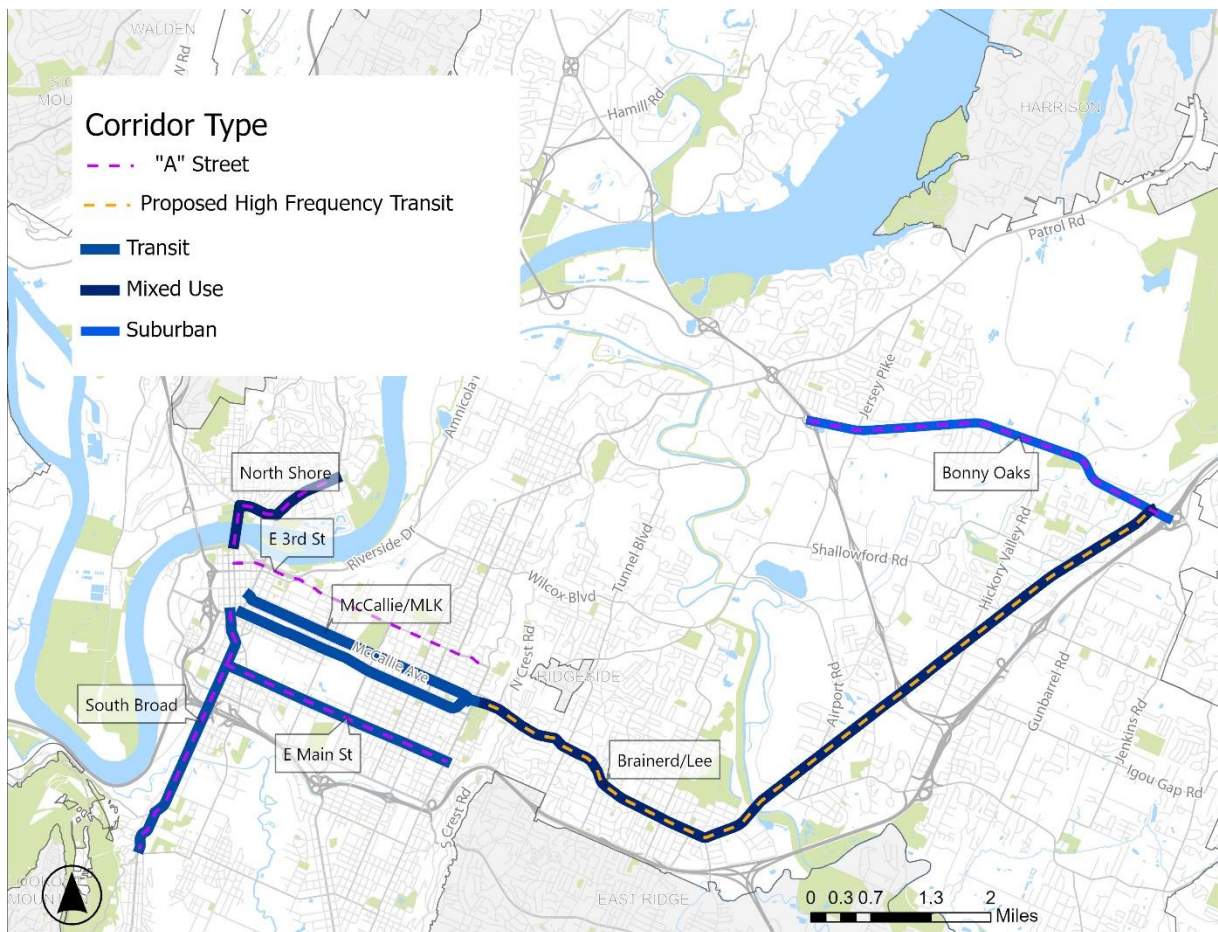 WALDEN
W Rd
MOU
Corridor Type
"A" Street
Proposed High Frequency Transit
Transit
Mixed Use
Suburban
Hamill Rd
HARRISON
Patrol Rd
Amnicola
Jersey Pike
North Shore
Bonny Oaks
E 3rd St
Riverside Dr
Tunnel Blvd
Shallowford Rd
Hickory Valley Rd
Wilcox Blvd
McCallie/MLK
McCallie Ave
N Crest Rd
RIDGESIDE
South Broad
Airport Rd
Gunbarrel Rd
Jenkins Rd
E Main St
Brainerd/Lee
Igou Gap Rd
S Crest Rd
EAST RIDGE
0 0.3 0.7 1.3 2
Miles